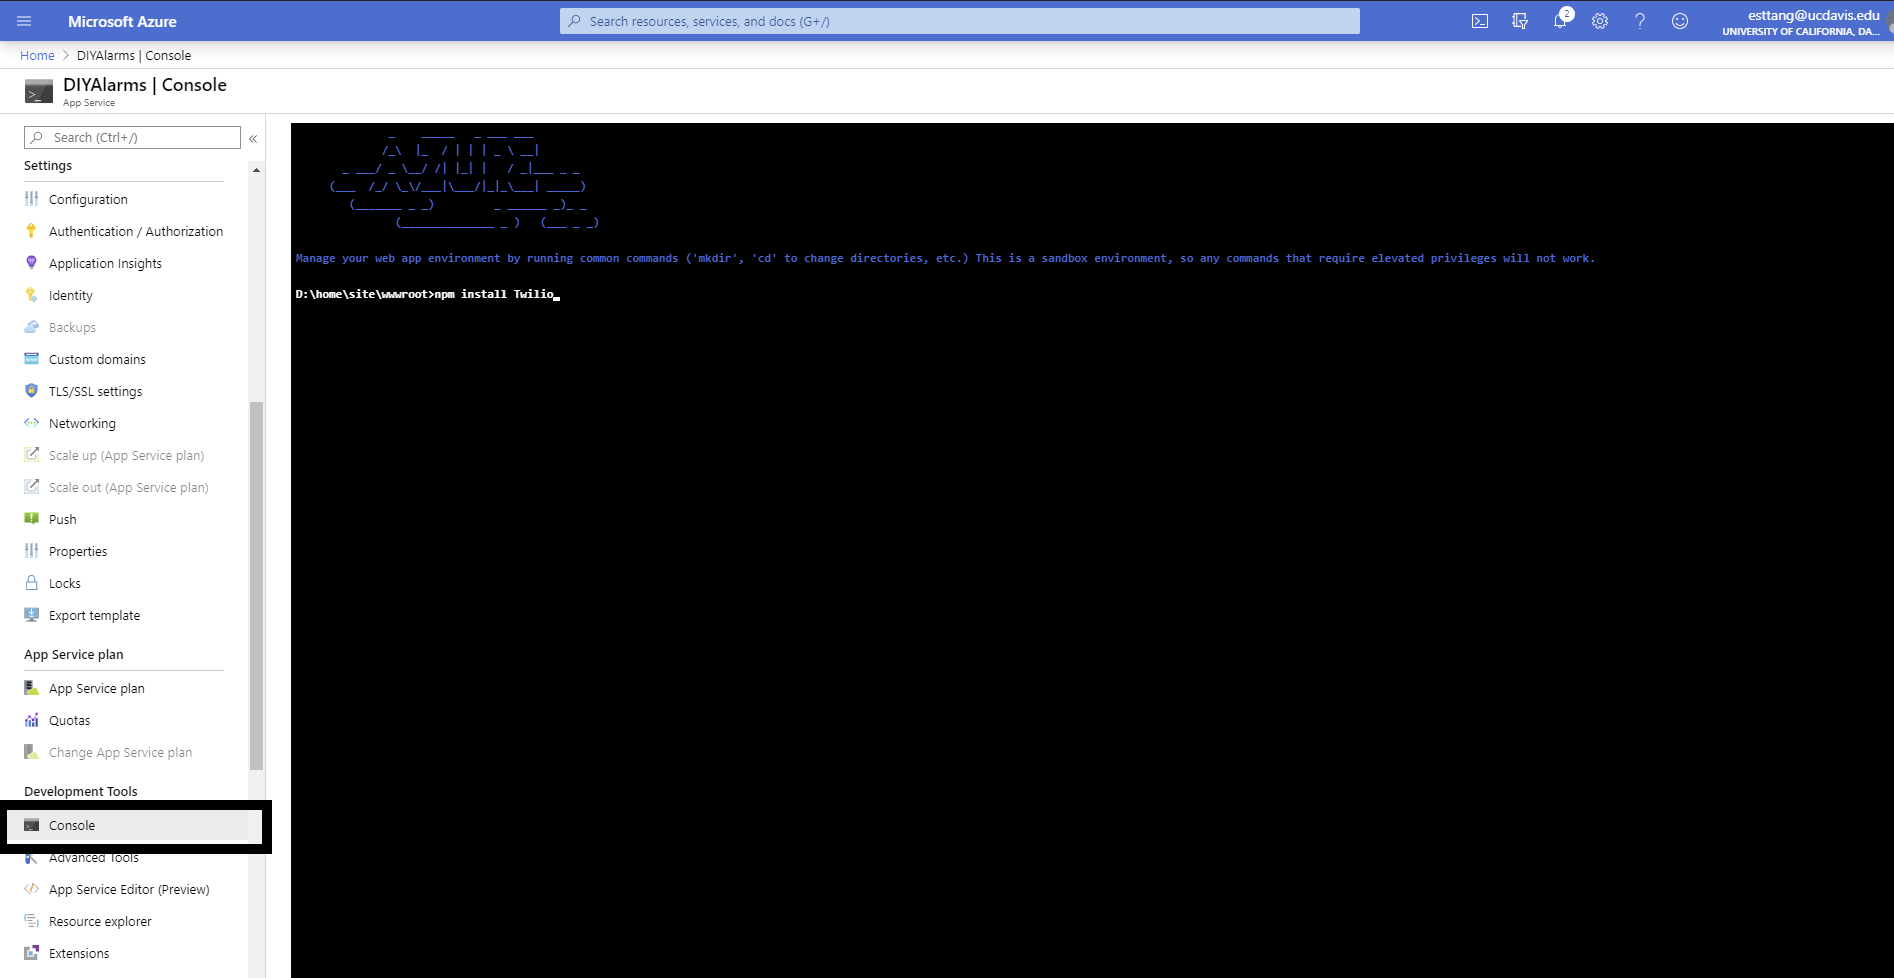 Microsoft Azure
Search resources, services, and docs (G+/)
2
esttang@ucdavis.edu
UNIVERSITY OF CALIFORNIA, DA...
Home > DIYAlarms | Console
DIYAlarms | Console
App Service
Search (Ctrl+/)
«
Settings
Configuration
Authentication / Authorization
Application Insights
Identity
Backups
Custom domains
TLS/SSL settings
Networking
Scale up (App Service plan)
Scale out (App Service plan)
Push
Properties
Locks
Export template
App Service plan
App Service plan
Quotas
Change App Service plan
Development Tools
Console
Advanced Tools
App Service Editor (Preview)
Resource explorer
Extensions
Manage your web app environment by running common commands ('mkdir', 'cd' to change directories, etc.) This is a sandbox environment, so any commands that require elevated privileges will not work.
D:\home\site\wwwroot>npm install Twilio_